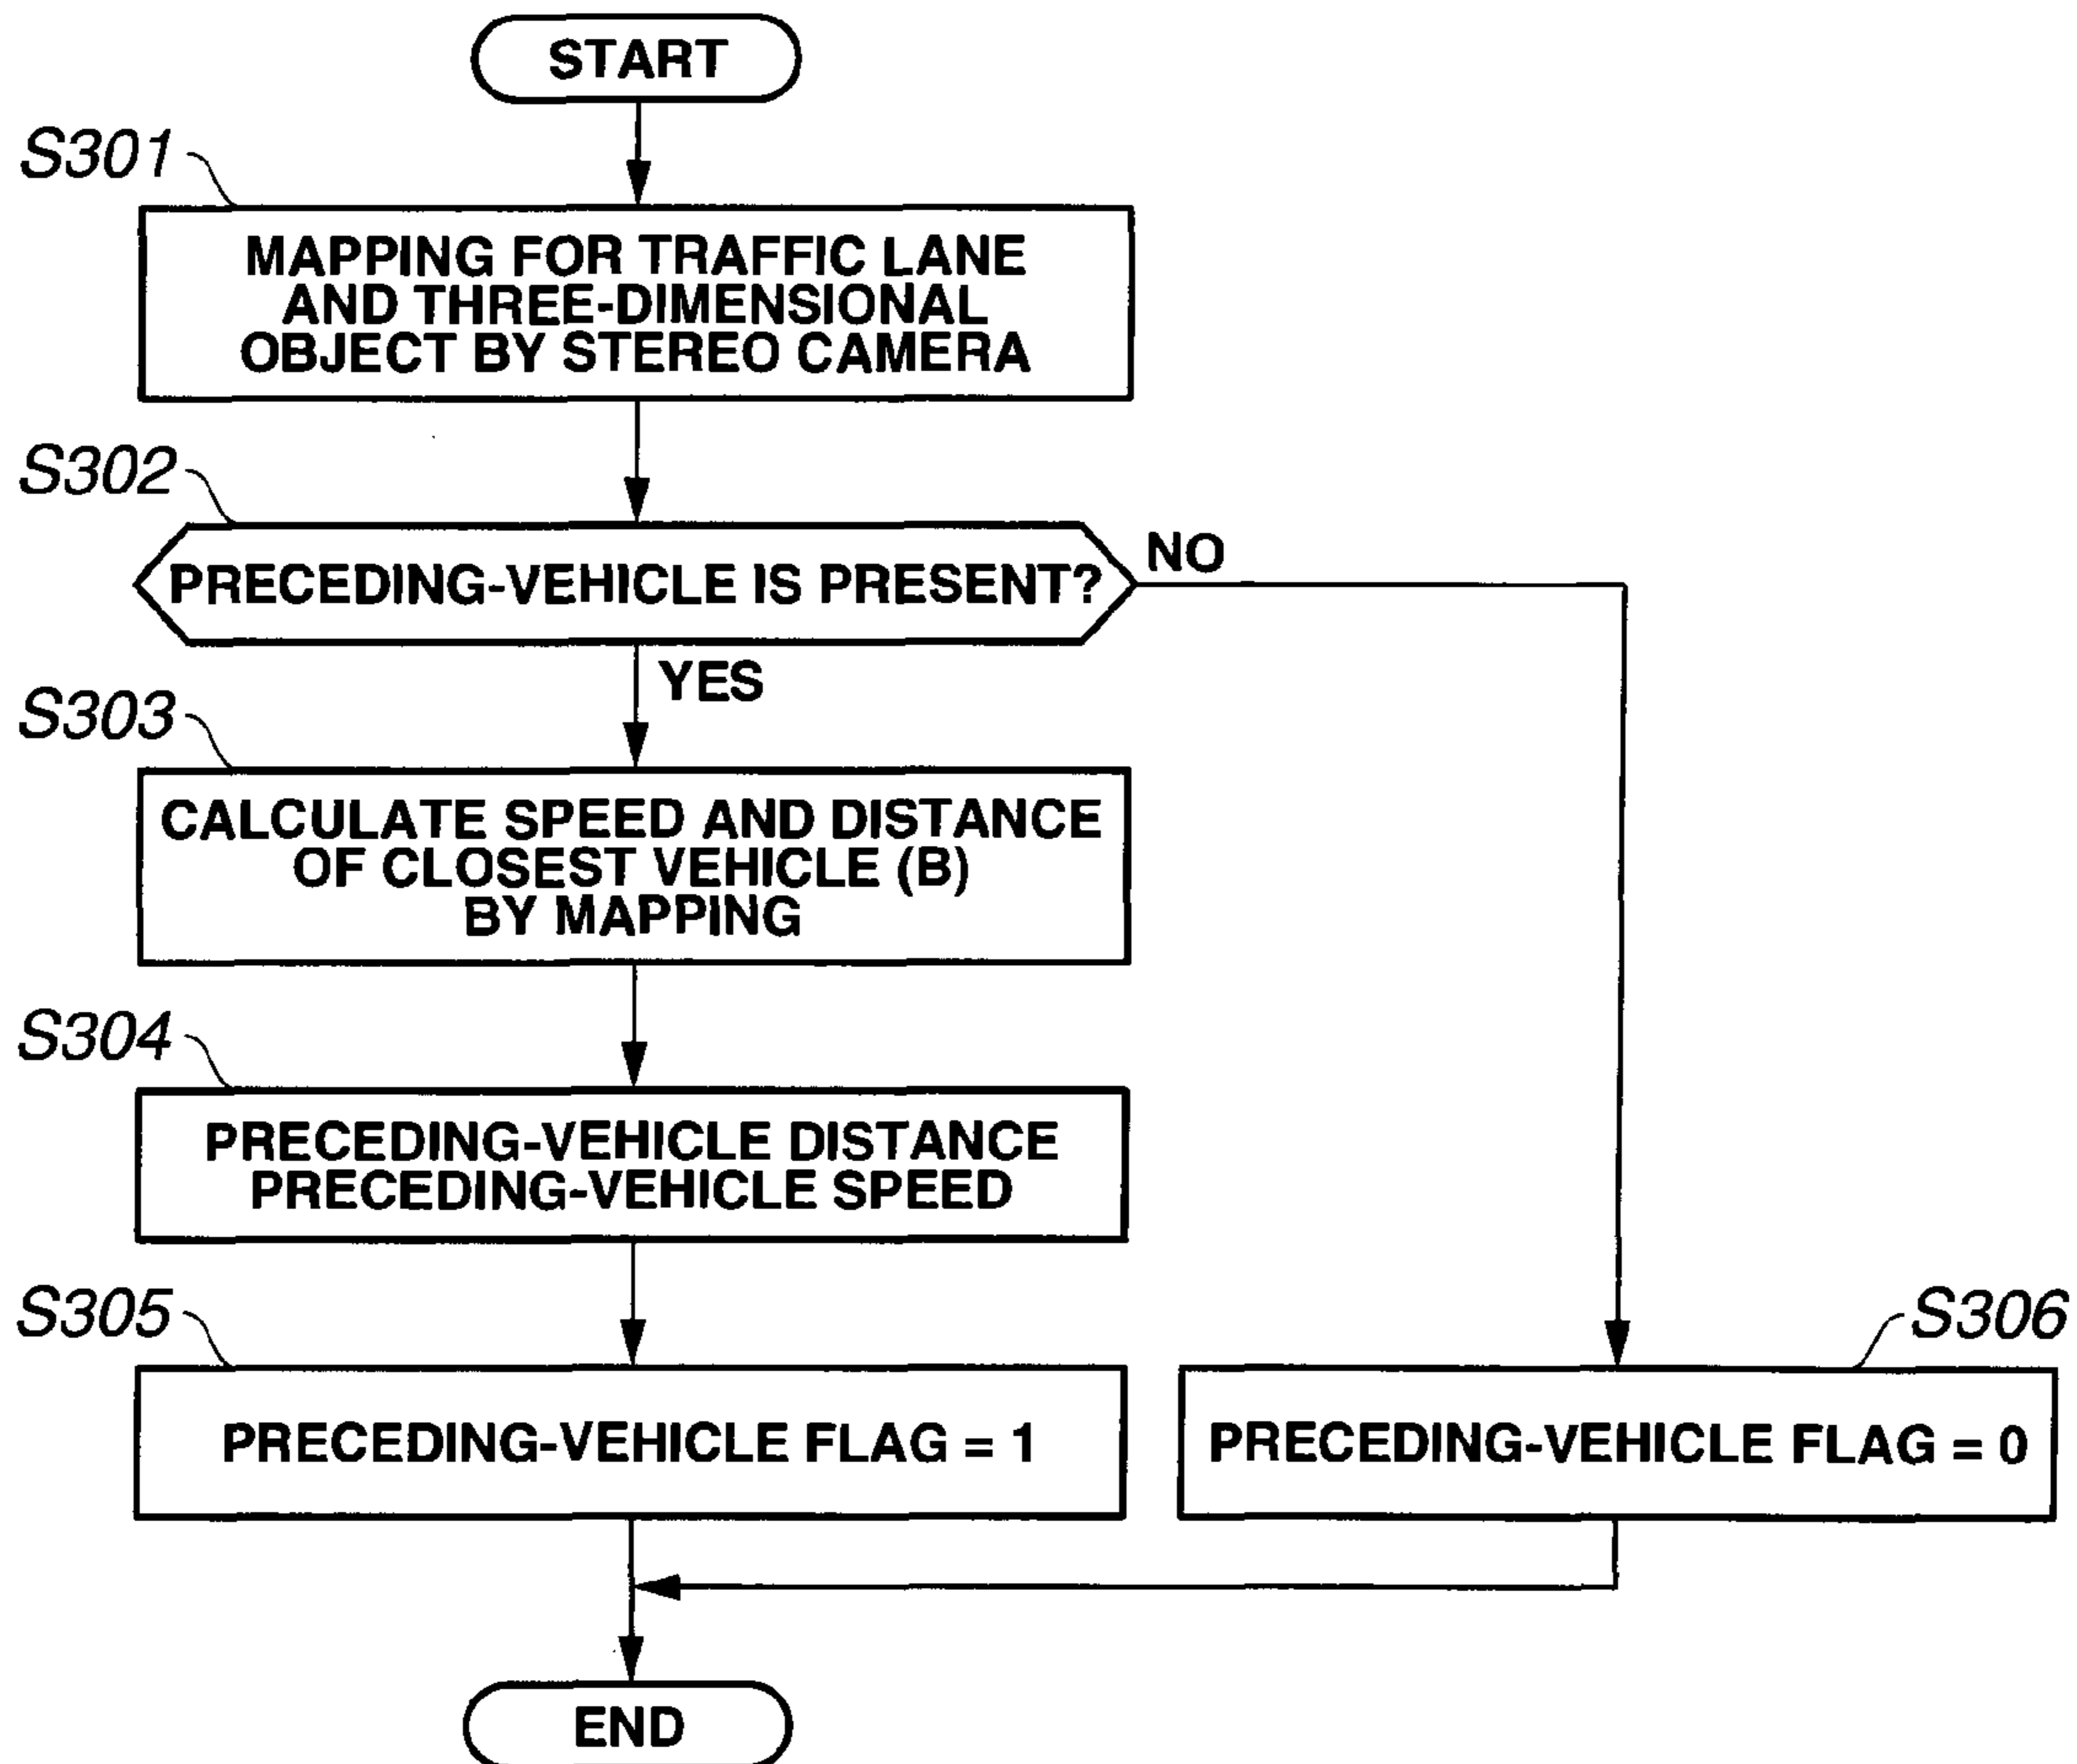 START
S301
MAPPING FOR TRAFFIC LANE
AND THREE-DIMENSIONAL
OBJECT BY STEREO CAMERA
S302
PRECEDING-VEHICLE IS PRESENT?
NO
YES
S303
CALCULATE SPEED AND DISTANCE
OF CLOSEST VEHICLE (B)
BY MAPPING
S304
PRECEDING-VEHICLE DISTANCE
PRECEDING-VEHICLE SPEED
S305
PRECEDING-VEHICLE FLAG = 1
S306
PRECEDING-VEHICLE FLAG = 0
END